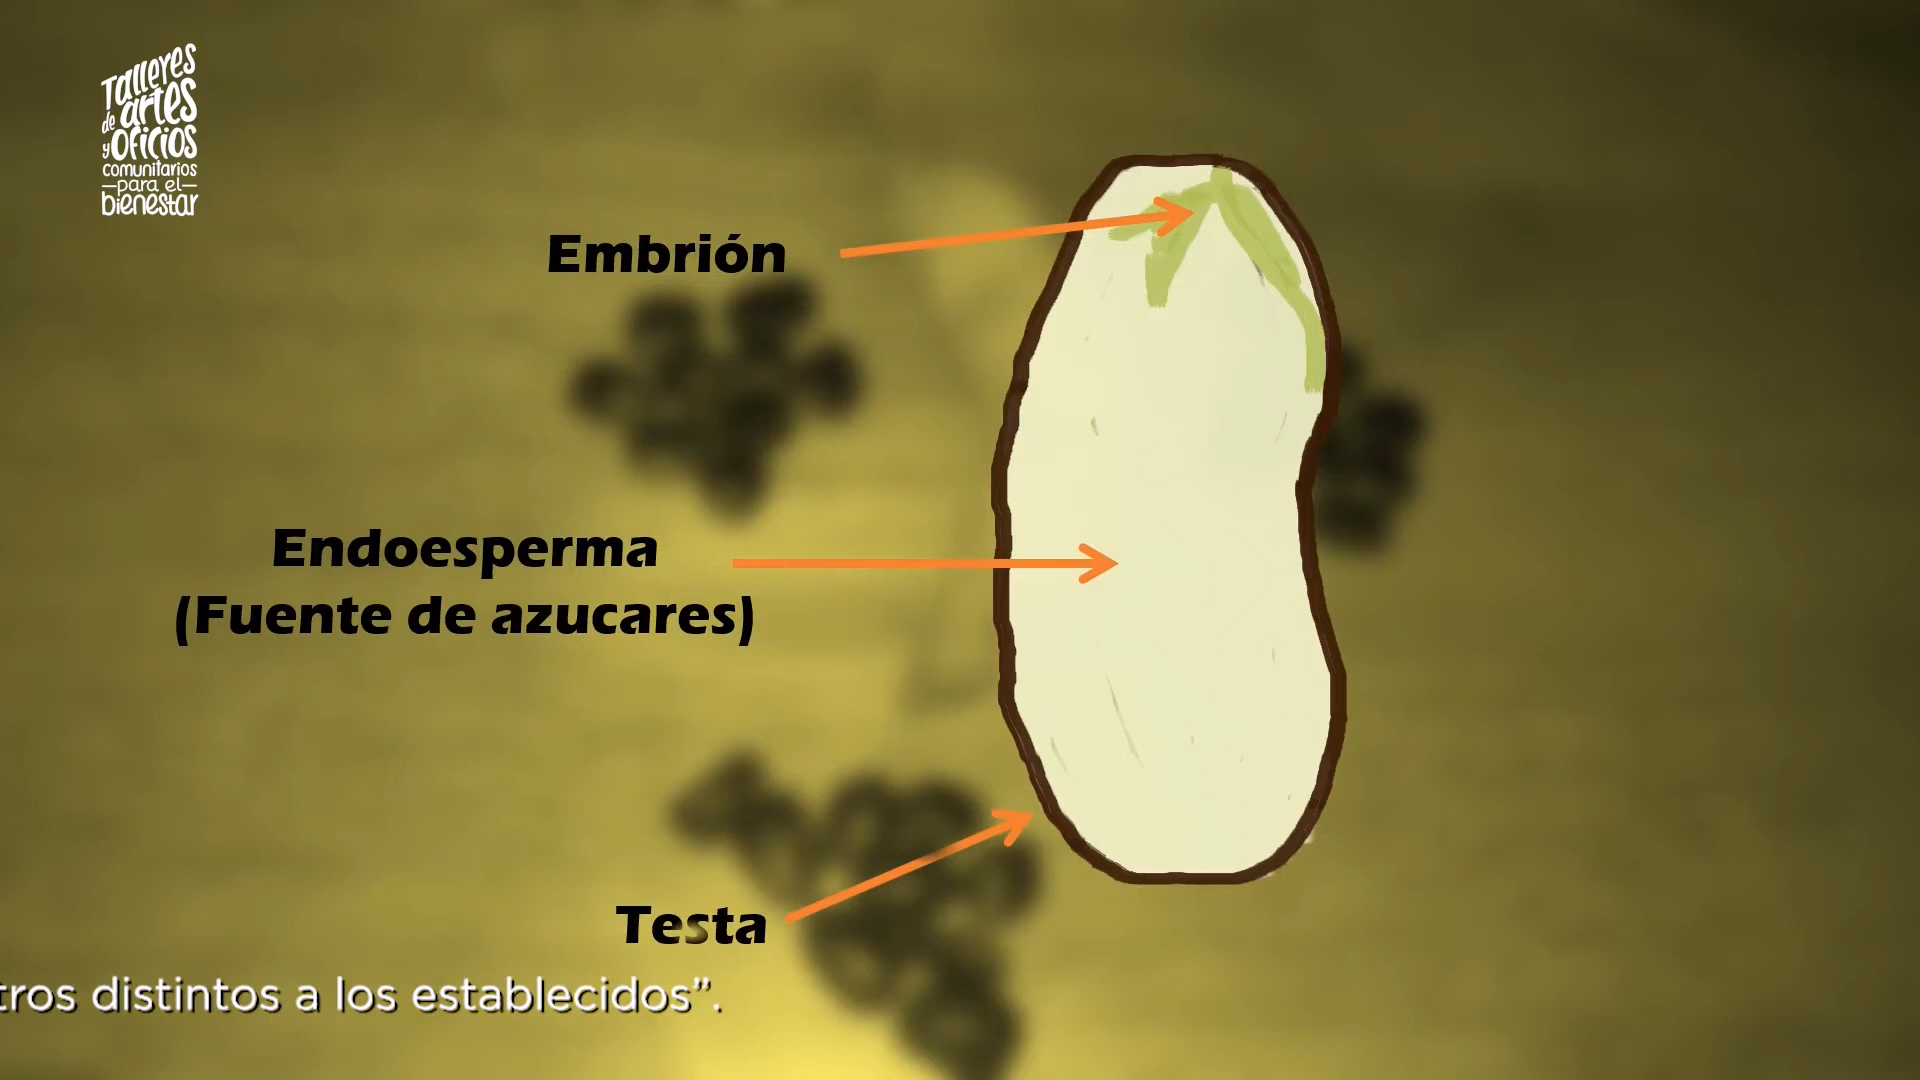 Talleres
de artes
y oficios
comunitarios
para el
bienestar
Embrión
Endoesperma
(Fuente de azucares)
Testa
tros distintos a los establecidos”.